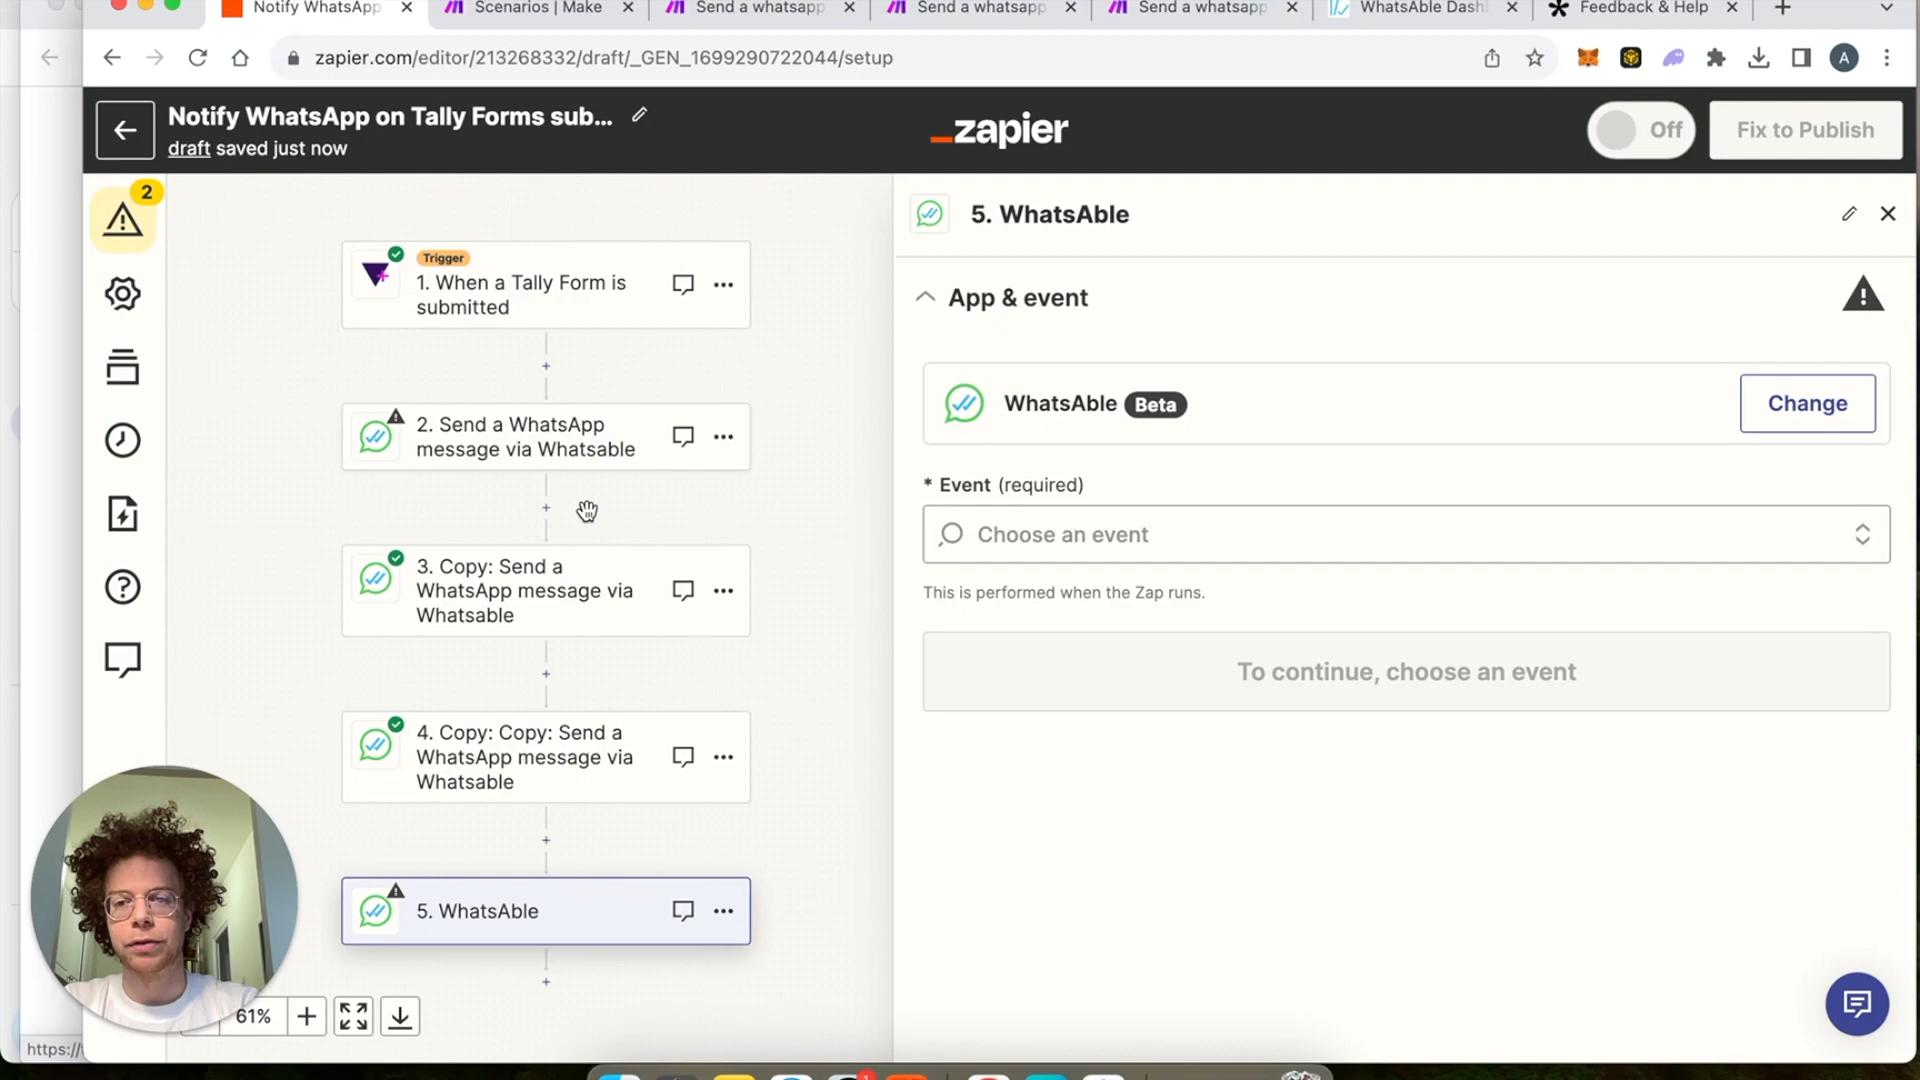 Notify WhatsApp
Scenarios | Make
Send a whatsapp
Send a whatsapp
Send a whatsapp
WhatsAble Dash
Feedback & Help
zapier.com/editor/213268332/draft/_GEN_1699290722044/setup
A
Notify WhatsApp on Tally Forms sub...
draft saved just now
_zapier
Off
Fix to Publish
2
Trigger
1. When a Tally Form is
submitted
2. Send a WhatsApp
message via Whatsable
3. Copy: Send a
WhatsApp message via
Whatsable
4. Copy: Copy: Send a
WhatsApp message via
Whatsable
5. WhatsAble
61%
https://
5. WhatsAble
App & event
WhatsAble Beta
Change
* Event (required)
Choose an event
This is performed when the Zap runs.
To continue, choose an event